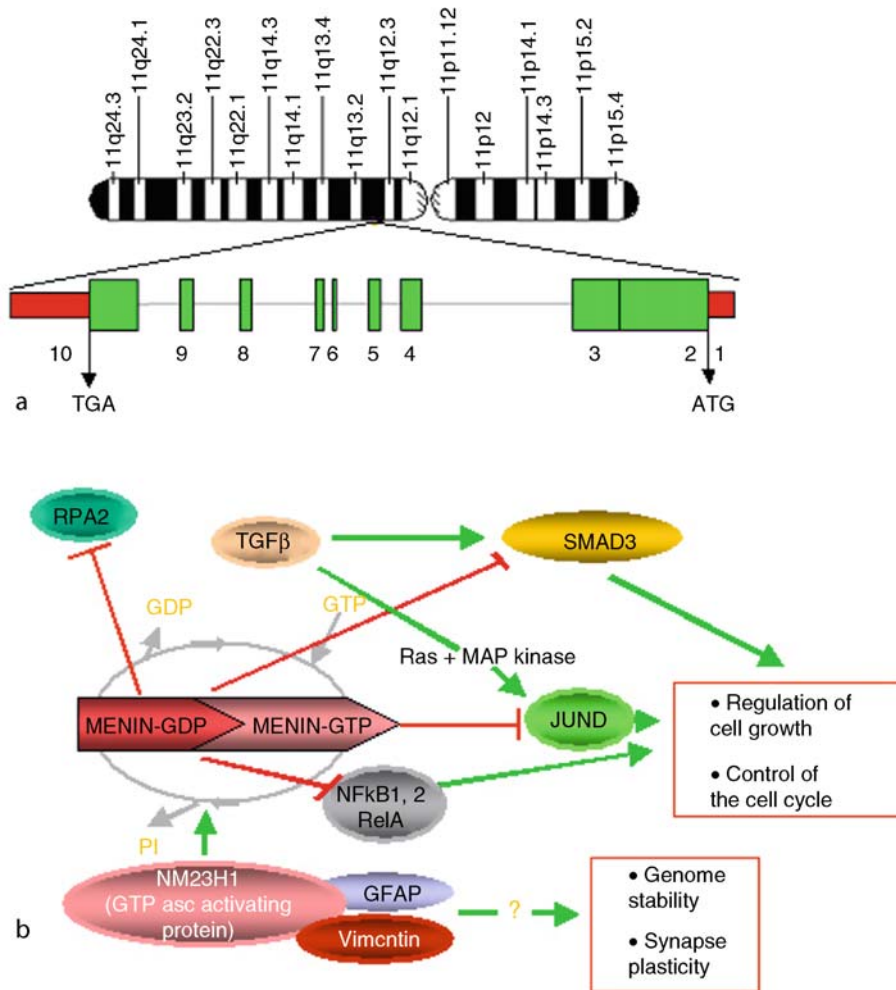 11q24.3
11q24.1
11q23.2
11q22.3
11q22.1
11q14.3
11q14.1
11q13.4
11q13.2
11q12.3
11q12.1
11p11.12
11p12
11p14.1
11p14.3
11p15.2
11p15.4
10 9 8 7 6 5 4 3 2 1
TGA ATG
a
RPA2
TGFβ
SMAD3
GDP
GTP
Ras + MAP kinase
MENIN-GDP
MENIN-GTP
JUND
• Regulation of
cell growth
• Control of
the cell cycle
NFkB1, 2
RelA
PI
NM23H1
(GTP asc activating
protein)
GFAP
Vimcntin
?
• Genome
stability
• Synapse
plasticity
b